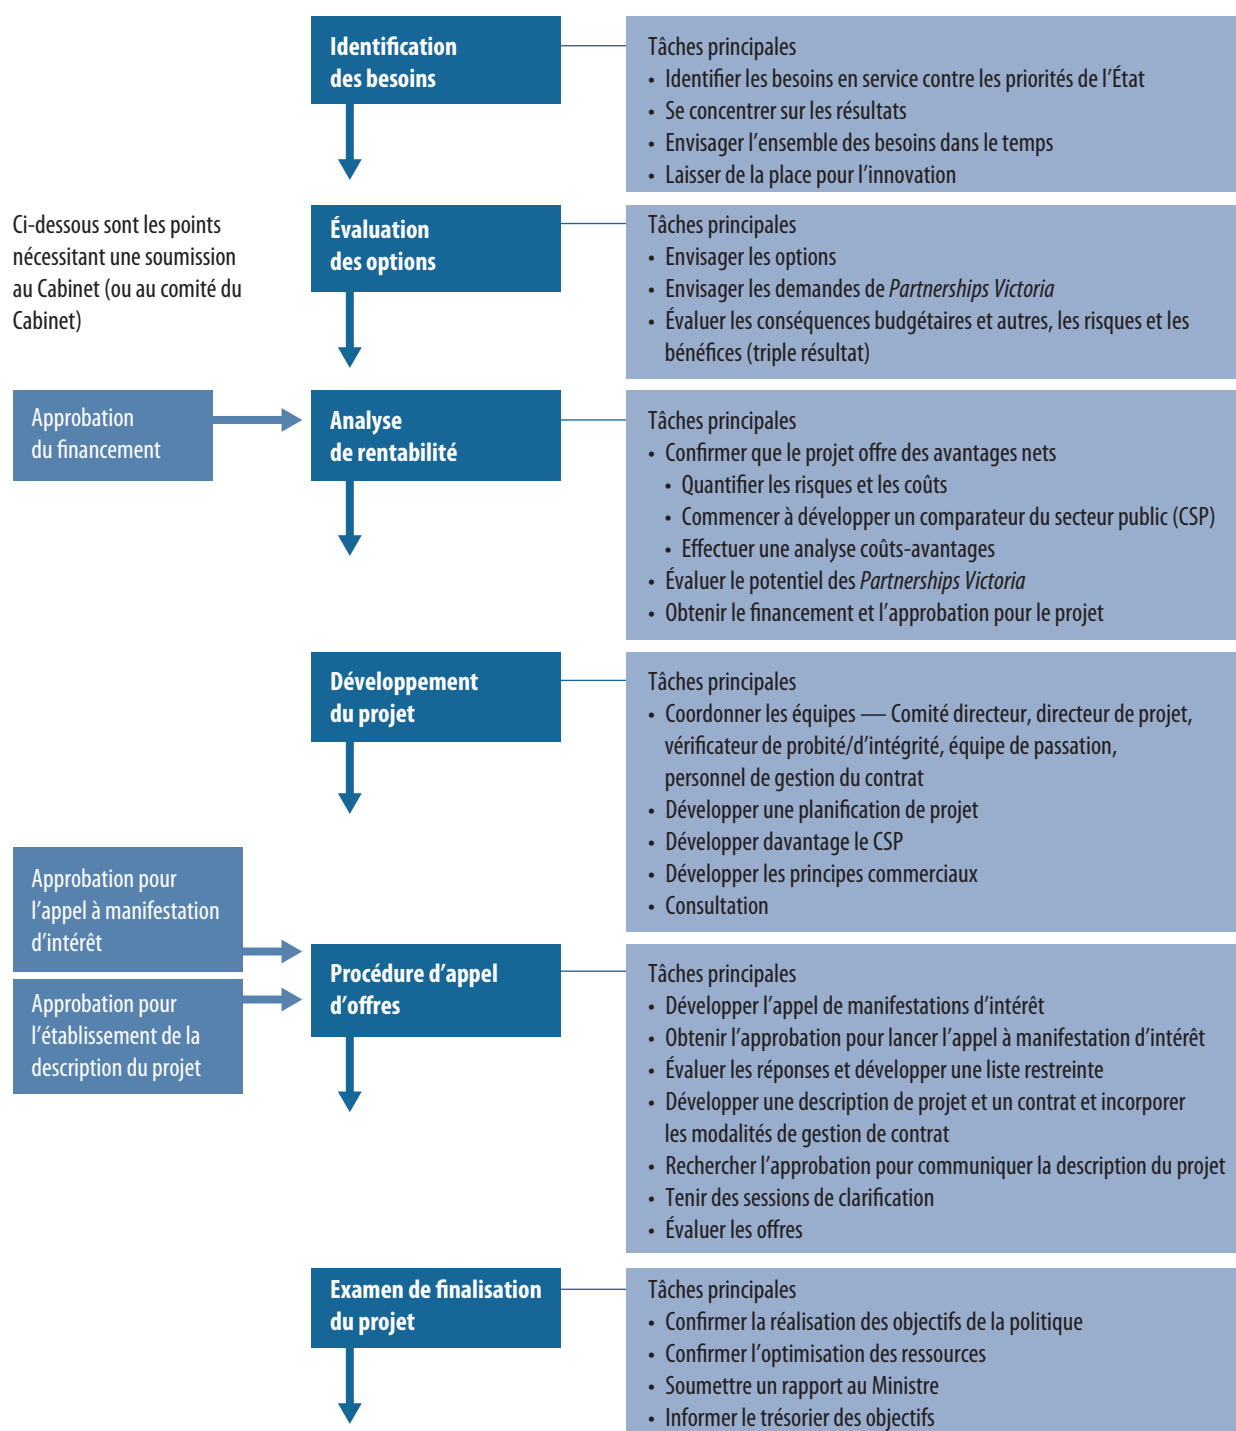 Identification
des besoins
Tâches principales
• Identifier les besoins en service contre les priorités de l’État
• Se concentrer sur les résultats
• Envisager l’ensemble des besoins dans le temps
• Laisser de la place pour l’innovation
Ci-dessous sont les points
nécessitant une soumission
au Cabinet (ou au comité du
Cabinet)
Évaluation
des options
Tâches principales
• Envisager les options
• Envisager les demandes de Partnerships Victoria
• Évaluer les conséquences budgétaires et autres, les risques et les
bénéfices (triple résultat)
Approbation
du financement
Analyse
de rentabilité
Tâches principales
• Confirmer que le projet offre des avantages nets
• Quantifier les risques et les coûts
• Commencer à développer un comparateur du secteur public (CSP)
• Effectuer une analyse coûts-avantages
• Évaluer le potentiel des Partnerships Victoria
• Obtenir le financement et l’approbation pour le projet
Développement
du projet
Tâches principales
• Coordonner les équipes — Comité directeur, directeur de projet,
vérificateur de probité/d’intégrité, équipe de passation,
personnel de gestion du contrat
• Développer une planification de projet
• Développer davantage le CSP
• Développer les principes commerciaux
• Consultation
Approbation pour
l’appel à manifestation
d’intérêt
Approbation pour
l’établissement de la
description du projet
Procédure d’appel
d’offres
Tâches principales
• Développer l’appel de manifestations d’intérêt
• Obtenir l’approbation pour lancer l’appel à manifestation d’intérêt
• Évaluer les réponses et développer une liste restreinte
• Développer une description de projet et un contrat et incorporer
les modalités de gestion de contrat
• Rechercher l’approbation pour communiquer la description du projet
• Tenir des sessions de clarification
• Évaluer les offres
Examen de finalisation
du projet
Tâches principales
• Confirmer la réalisation des objectifs de la politique
• Confirmer l’optimisation des ressources
• Soumettre un rapport au Ministre
• Informer le trésorier des objectifs